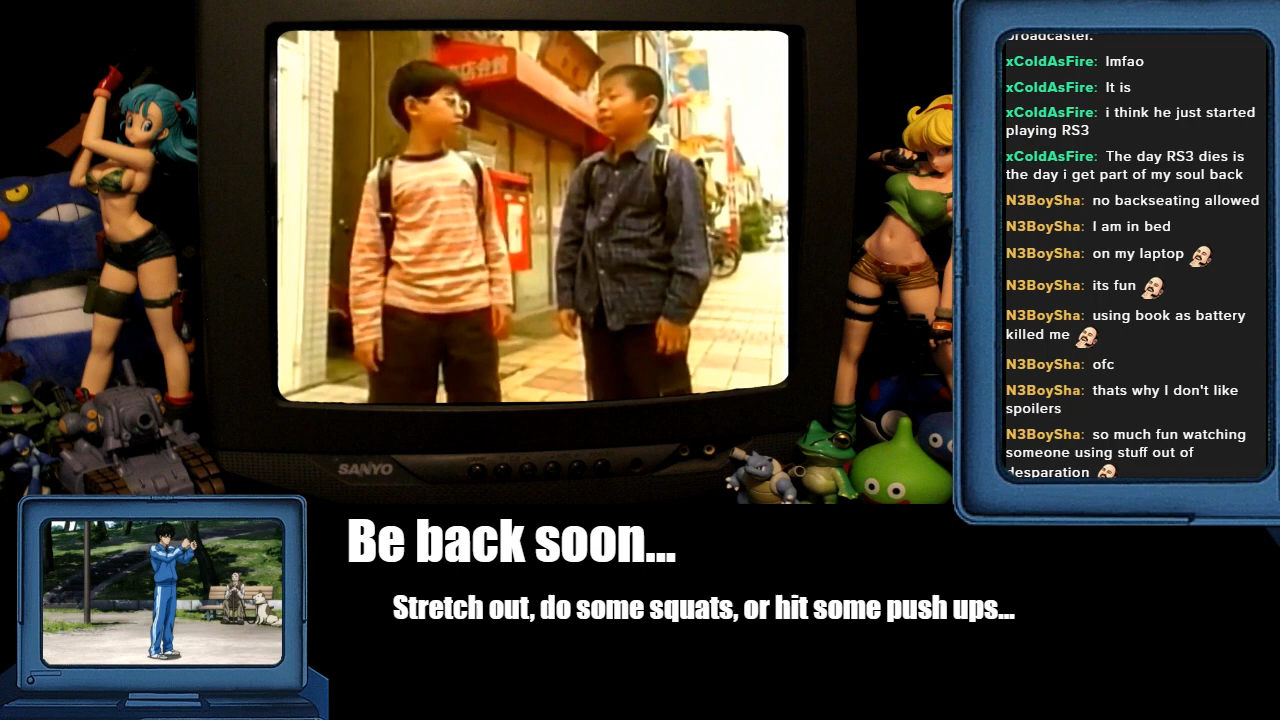 broadcaster.
xColdAsFire: lmfao
xColdAsFire: It is
xColdAsFire: i think he just started
playing RS3
xColdAsFire: The day RS3 dies is
the day i get part of my soul back
N3BoySha: no backseating allowed
N3BoySha: I am in bed
N3BoySha: on my laptop
N3BoySha: its fun
N3BoySha: using book as battery
killed me
N3BoySha: ofc
N3BoySha: thats why I don't like
spoilers
N3BoySha: so much fun watching
someone using stuff out of
desparation
店会館
SANYO
Be back soon...
Stretch out, do some squats, or hit some push ups...